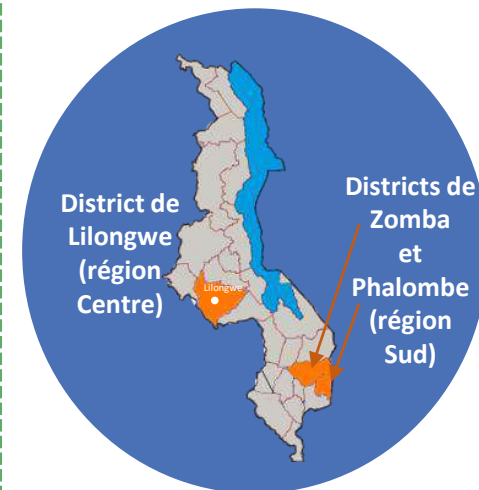 District de
Lilongwe
(région
Centre)
Lilongwe
Districts de
Zomba
et
Phalombe
(région
Sud)